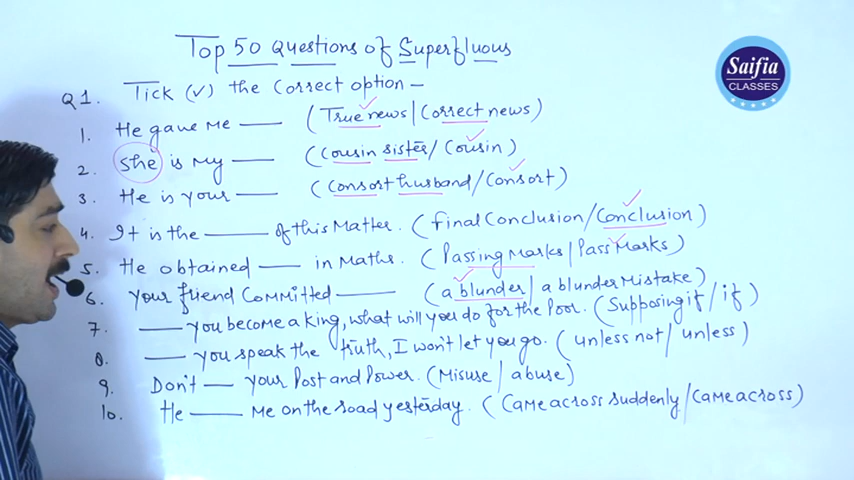 Top 50 Questions of Superfluous
Saifia
CLASSES
Q1. Tick (✓) the Correct option —
1. He gave Me ___ (True news/Correct news)
2. She is My ___ (Cousin sister/Cousin)
3. He is your ___ (Consort husband/Consort)
4. It is the ___ of this Matter. (final Conclusion/Conclusion)
5. He obtained ___ in Maths. (Passing Marks/Pass Marks)
6. Your friend Committed ___ (a blunder/a blunder Mistake)
7. ___ you become a king, what will you do for the Poor. (Supposing if/if)
8. ___ you speak the truth, I won't let you go. (unless not/unless)
9. Don't ___ your Post and Power. (Misuse/abuse)
10. He ___ Me on the road yesterday. (Came across suddenly/Came across)